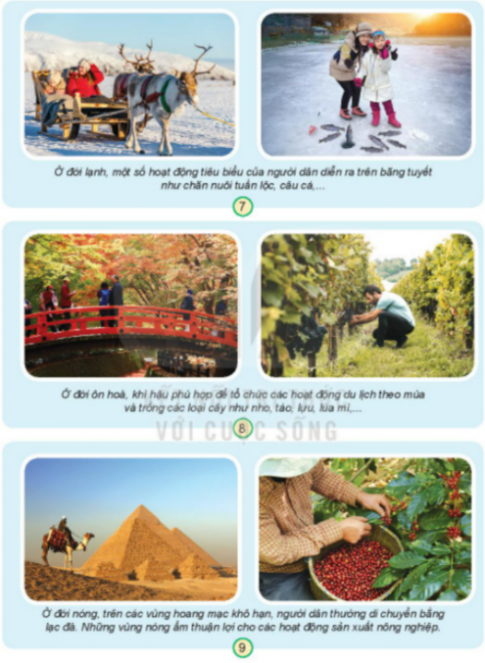 Ở đới lạnh, một số hoạt động tiêu biểu của người dân diễn ra trên băng tuyết
như chăn nuôi tuần lộc, câu cá,...
7
Ở đới ôn hoà, khí hậu phù hợp để tổ chức các hoạt động du lịch theo mùa
và trồng các loại cây như nho, táo, lựu, lúa mì,...
VỚI CUỘC SỐNG
8
Ở đới nóng, trên các vùng hoang mạc khô hạn, người dân thường di chuyển bằng
lạc đà. Những vùng nóng ẩm thuận lợi cho các hoạt động sản xuất nông nghiệp.
9